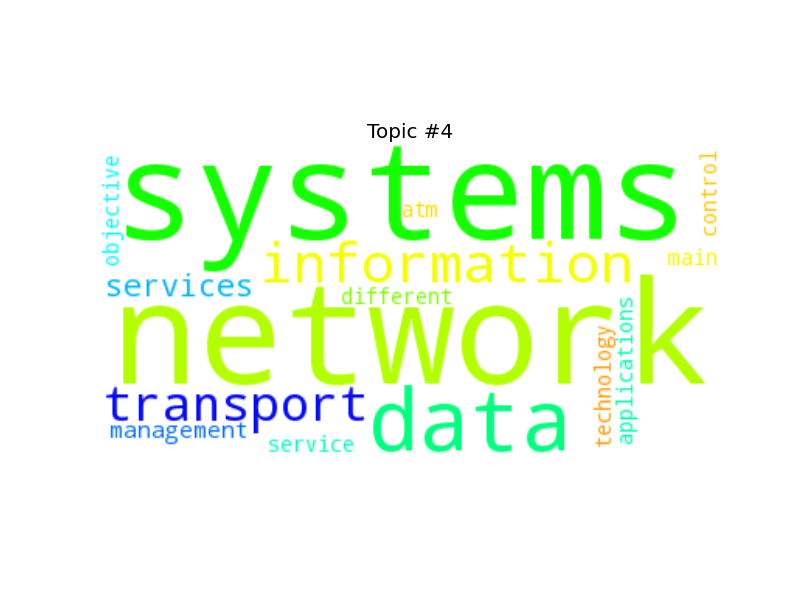 Topic #4
objective
systems
control
atm
information
main
services
different
network
technology
applications
transport
data
management
service